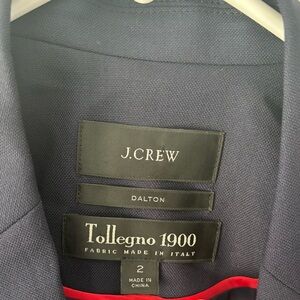 J.CREW
DALTON
Tollegno 1900
FABRIC MADE IN ITALY
2
MADE IN
CHINA